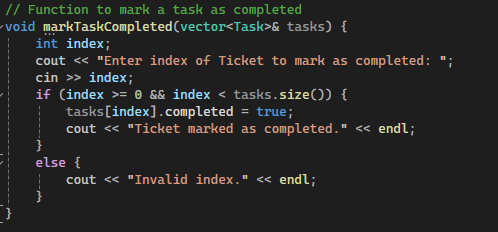 // Function to mark a task as completed
void markTaskCompleted(vector<Task>& tasks) {
    int index;
    cout << "Enter index of Ticket to mark as completed: ";
    cin >> index;
    if (index >= 0 && index < tasks.size()) {
        tasks[index].completed = true;
        cout << "Ticket marked as completed." << endl;
    }
    else {
        cout << "Invalid index." << endl;
    }
}